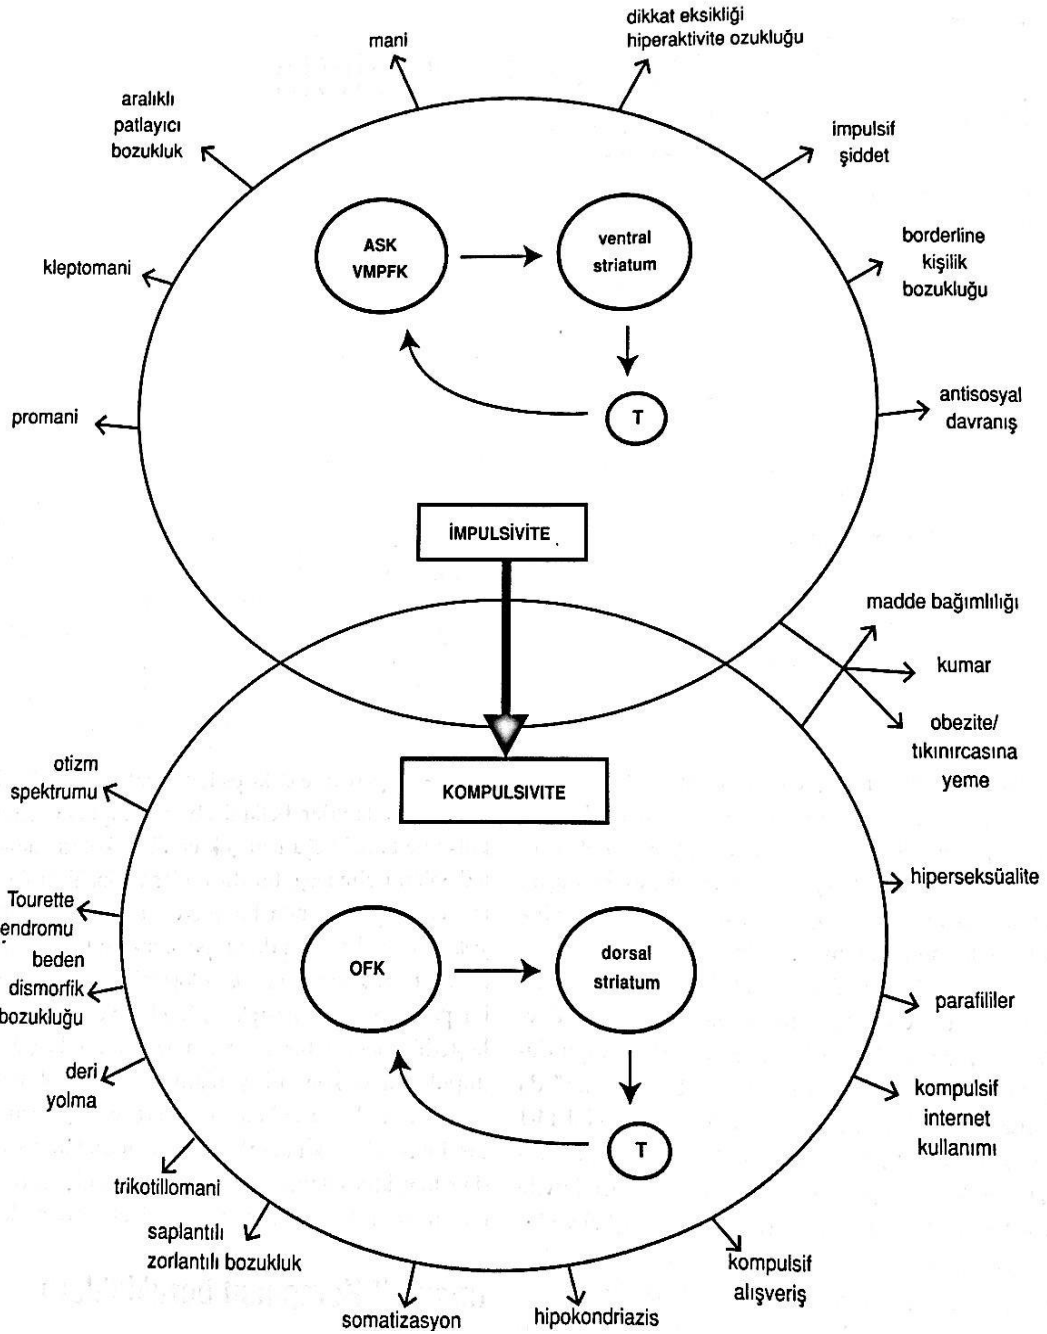 dikkat eksikliği
hiperaktivite ozukluğu
mani
aralıklı
patlayıcı
bozukluk
impulsif
şiddet
ASK
VMPFK
ventral
striatum
borderline
kişilik
bozukluğu
kleptomani
promani
T
antisosyal
davranış
İMPULSİVİTE
madde bağımlılığı
kumar
obezite/
tıkınırcasına
yeme
otizm
spektrumu
KOMPULSIVITE
hiperseksüalite
Tourette
endromu
beden
dismorfik
bozukluğu
OFK
dorsal
striatum
parafililer
deri
yolma
kompulsif
internet
kullanımı
T
trikotillomani
saplantılı
zorlantılı bozukluk
kompulsif
alışveriş
somatizasyon
hipokondriazis